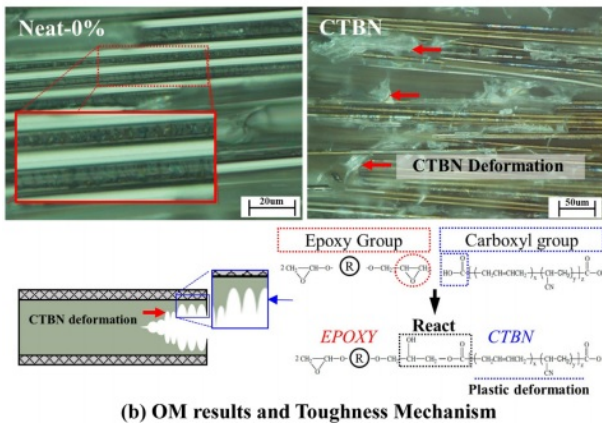 Neat-0%
20um
CTBN
CTBN Deformation
50um
Epoxy Group
Carboxyl group
CTBN deformation
React
EPOXY
CTBN
OH
R
Plastic deformation
(b) OM results and Toughness Mechanism